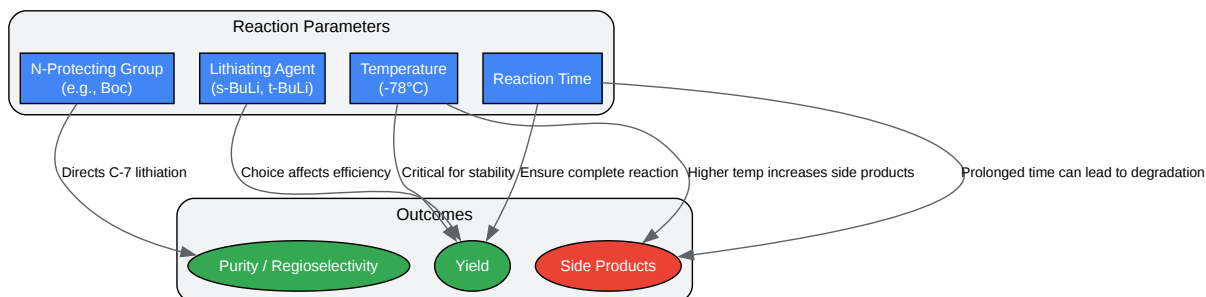 Reaction Parameters
N-Protecting Group
(e.g., Boc)
Lithiating Agent
(s-BuLi, t-BuLi)
Temperature
(-78°C)
Reaction Time
Directs C-7 lithiation
Choice affects efficiency
Critical for stability
Ensure complete reaction
Higher temp increases side products
Prolonged time can lead to degradation
Outcomes
Purity / Regioselectivity
Yield
Side Products